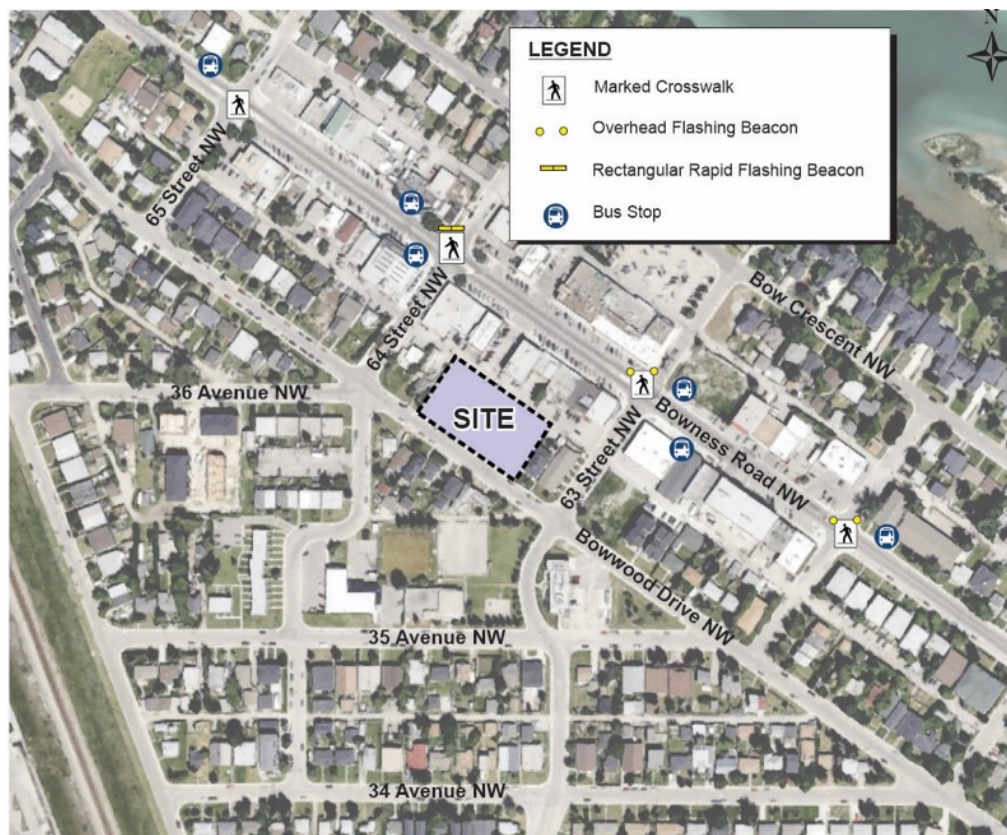 N
LEGEND
Marked Crosswalk
Overhead Flashing Beacon
Rectangular Rapid Flashing Beacon
Bus Stop
65 Street NW
64 Street NW
Bow Crescent NW
36 Avenue NW
SITE
63 Street NW
Bowness Road NW
Bowwood Drive NW
35 Avenue NW
34 Avenue NW